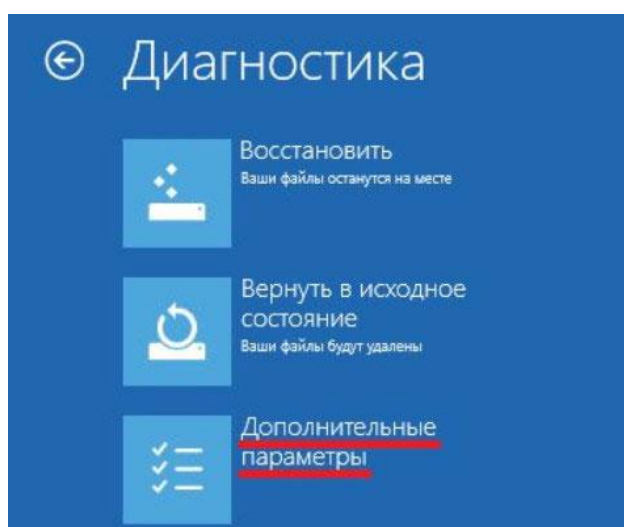 Диагностика
Восстановить
Ваши файлы останутся на месте
Вернуть в исходное
состояние
Ваши файлы будут удалены
Дополнительные
параметры